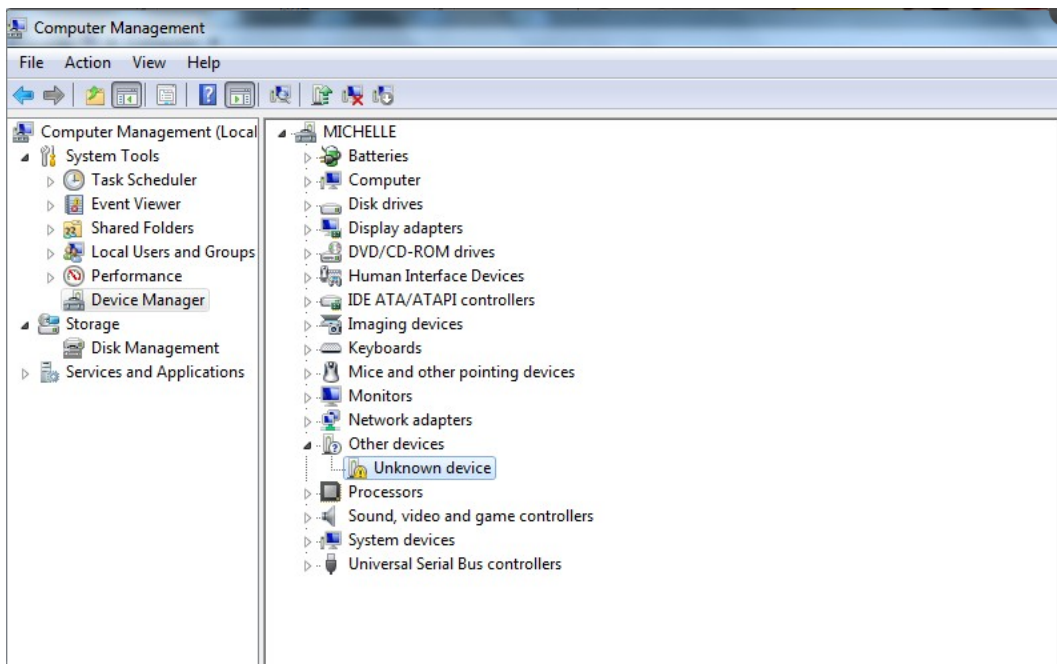 Computer Management
File Action View Help
Computer Management (Local
System Tools
Task Scheduler
Event Viewer
Shared Folders
Local Users and Groups
Performance
Device Manager
Storage
Disk Management
Services and Applications
MICHELLE
Batteries
Computer
Disk drives
Display adapters
DVD/CD-ROM drives
Human Interface Devices
IDE ATA/ATAPI controllers
Imaging devices
Keyboards
Mice and other pointing devices
Monitors
Network adapters
Other devices
Unknown device
Processors
Sound, video and game controllers
System devices
Universal Serial Bus controllers